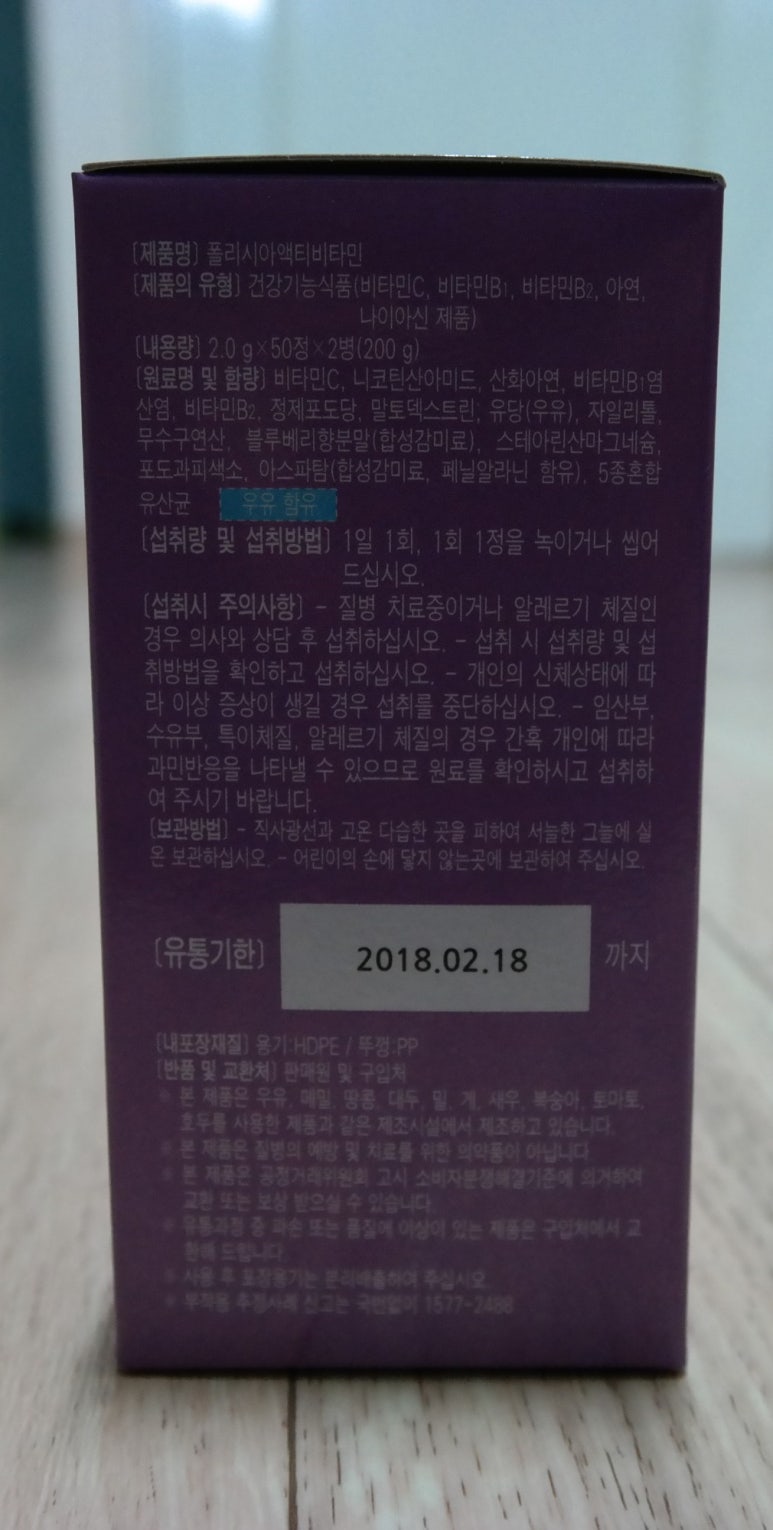 [제품명] 폴리시아액티비타민
[제품의 유형] 건강기능식품(비타민C, 비타민B1, 비타민B2, 아연,
나이아신 제품)
[내용량] 2.0 g×50정×2병(200 g)
[원료명 및 함량] 비타민C, 니코틴산아미드, 산화아연, 비타민B1염
산염, 비타민B2, 정제포도당, 말토덱스트린, 유당(우유), 자일리톨,
무수구연산, 블루베리향분말(합성감미료), 스테아린산마그네슘,
포도과피색소, 아스파탐(합성감미료, 페닐알라닌 함유), 5종혼합
유산균 우유 함유
[섭취량 및 섭취방법] 1일 1회, 1회 1정을 녹이거나 씹어
드십시오.
[섭취시 주의사항] - 질병 치료중이거나 알레르기 체질인
경우 의사와 상담 후 섭취하십시오. - 섭취 시 섭취량 및 섭
취방법을 확인하고 섭취하십시오. - 개인의 신체상태에 따
라 이상 증상이 생길 경우 섭취를 중단하십시오. - 임산부,
수유부, 특이체질, 알레르기 체질의 경우 간혹 개인에 따라
과민반응을 나타낼 수 있으므로 원료를 확인하시고 섭취하
여 주시기 바랍니다.
[보관방법] - 직사광선과 고온 다습한 곳을 피하여 서늘한 그늘에 실
온 보관하십시오. - 어린이의 손에 닿지 않는곳에 보관하여 주십시오.
[유통기한] 2018.02.18 까지
[내포장재질] 용기:HDPE / 뚜껑:PP
[반품 및 교환처] 판매원 및 구입처
※ 본 제품은 우유, 메밀, 땅콩, 대두, 밀, 게, 새우, 복숭아, 토마토,
호두를 사용한 제품과 같은 제조시설에서 제조하고 있습니다.
※ 본 제품은 질병의 예방 및 치료를 위한 의약품이 아닙니다.
※ 본 제품은 공정거래위원회 고시 소비자분쟁해결기준에 의거하여
교환 또는 보상 받으실 수 있습니다.
※ 유통과정 중 파손 또는 품질에 이상이 있는 제품은 구입처에서 교
환해 드립니다.
※ 사용 후 포장용기는 분리배출하여 주십시오.
※ 부작용 추정사례 신고는 국번없이 1577-2488